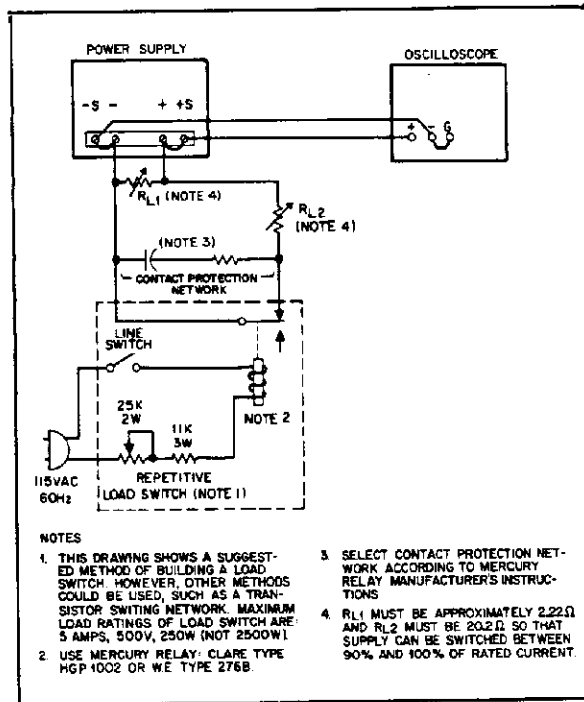 POWER SUPPLY
OSCILLOSCOPE
-S - + +S
+ - G
RL1 (NOTE 4)
RL2
(NOTE 4)
(NOTE 3)
CONTACT PROTECTION
NETWORK
LINE
SWITCH
25K
2W
11K
3W
NOTE 2
115VAC
60Hz
REPETITIVE
LOAD SWITCH (NOTE 1)
NOTES
1. THIS DRAWING SHOWS A SUGGEST-
ED METHOD OF BUILDING A LOAD
SWITCH. HOWEVER, OTHER METHODS
COULD BE USED, SUCH AS A TRAN-
SISTOR SWITING NETWORK. MAXIMUM
LOAD RATINGS OF LOAD SWITCH ARE:
5 AMPS, 500V, 250W (NOT 2500W).
2. USE MERCURY RELAY: CLARE TYPE
HGP 1002 OR W.E. TYPE 276B.
3. SELECT CONTACT PROTECTION NET-
WORK ACCORDING TO MERCURY
RELAY MANUFACTURER'S INSTRUC-
TIONS
4. RL1 MUST BE APPROXIMATELY 2.22Ω
AND RL2 MUST BE 20.2Ω SO THAT
SUPPLY CAN BE SWITCHED BETWEEN
90% AND 100% OF RATED CURRENT.